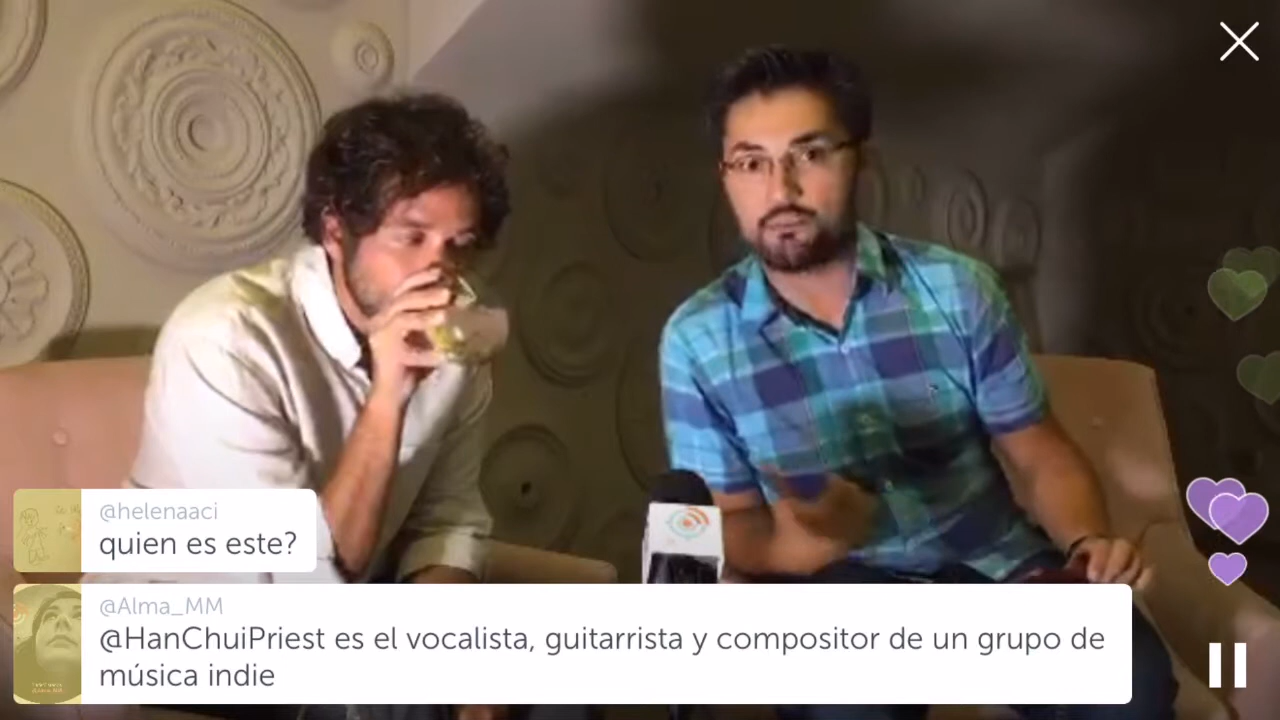 @helenaaci
quien es este?
@Alma_MM
@HanChuiPriest es el vocalista, guitarrista y compositor de un grupo de
música indie